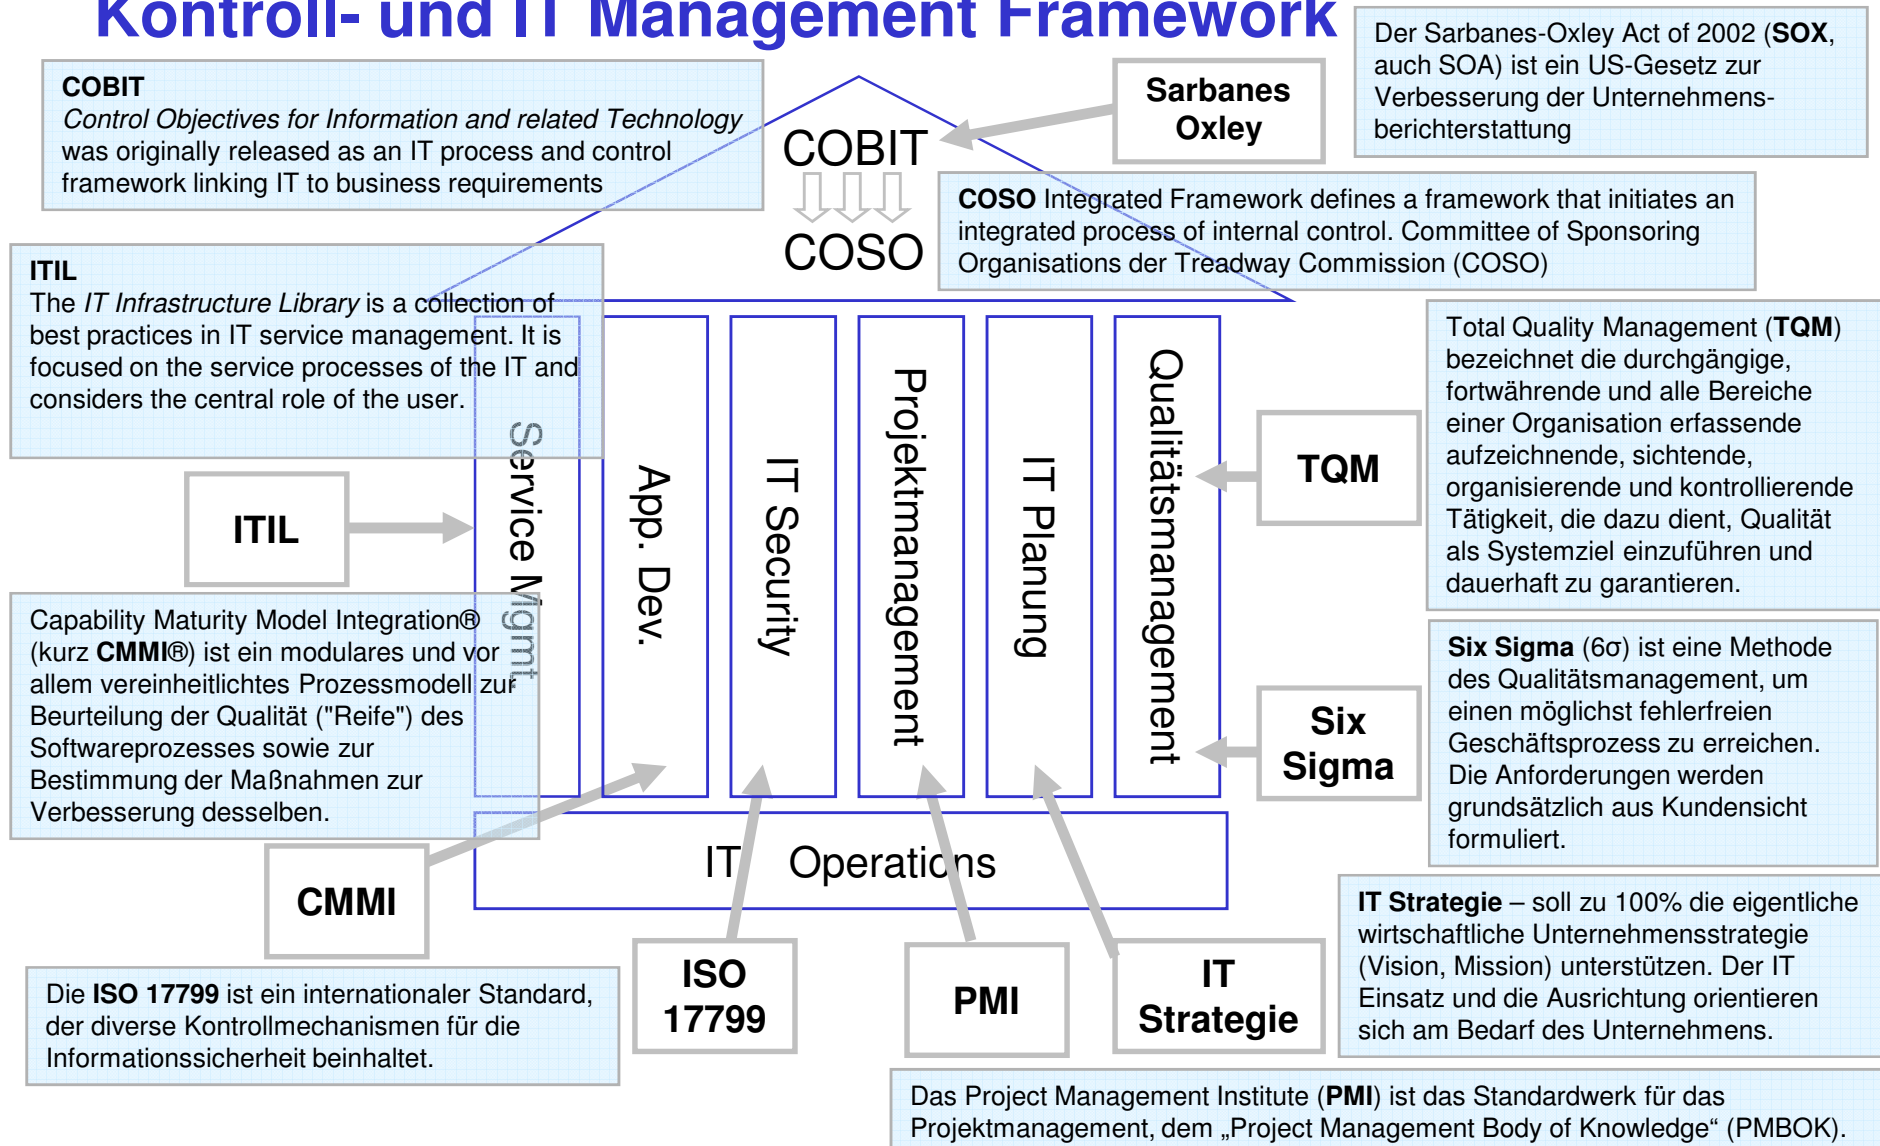 Kontroll- und IT Management Framework
COBIT
Control Objectives for Information and related Technology
was originally released as an IT process and control
framework linking IT to business requirements
COBIT
COSO
Sarbanes
Oxley
Der Sarbanes-Oxley Act of 2002 (SOX,
auch SOA) ist ein US-Gesetz zur
Verbesserung der Unternehmens-
berichterstattung
COSO Integrated Framework defines a framework that initiates an
integrated process of internal control. Committee of Sponsoring
Organisations der Treadway Commission (COSO)
ITIL
The IT Infrastructure Library is a collection of
best practices in IT service management. It is
focused on the service processes of the IT and
considers the central role of the user.
ITIL
Service Mgmt.
App. Dev.
IT Security
Projektmanagement
IT Planung
Qualitätsmanagement
TQM
Total Quality Management (TQM)
bezeichnet die durchgängige,
fortwährende und alle Bereiche
einer Organisation erfassende
aufzeichnende, sichtende,
organisierende und kontrollierende
Tätigkeit, die dazu dient, Qualität
als Systemziel einzuführen und
dauerhaft zu garantieren.
Capability Maturity Model Integration®
(kurz CMMI®) ist ein modulares und vor
allem vereinheitlichtes Prozessmodell zur
Beurteilung der Qualität ("Reife") des
Softwareprozesses sowie zur
Bestimmung der Maßnahmen zur
Verbesserung desselben.
Six
Sigma
Six Sigma (6σ) ist eine Methode
des Qualitätsmanagement, um
einen möglichst fehlerfreien
Geschäftsprozess zu erreichen.
Die Anforderungen werden
grundsätzlich aus Kundensicht
formuliert.
IT Operations
CMMI
ISO
17799
PMI
IT
Strategie
IT Strategie – soll zu 100% die eigentliche
wirtschaftliche Unternehmensstrategie
(Vision, Mission) unterstützen. Der IT
Einsatz und die Ausrichtung orientieren
sich am Bedarf des Unternehmens.
Die ISO 17799 ist ein internationaler Standard,
der diverse Kontrollmechanismen für die
Informationssicherheit beinhaltet.
Das Project Management Institute (PMI) ist das Standardwerk für das
Projektmanagement, dem „Project Management Body of Knowledge“ (PMBOK).